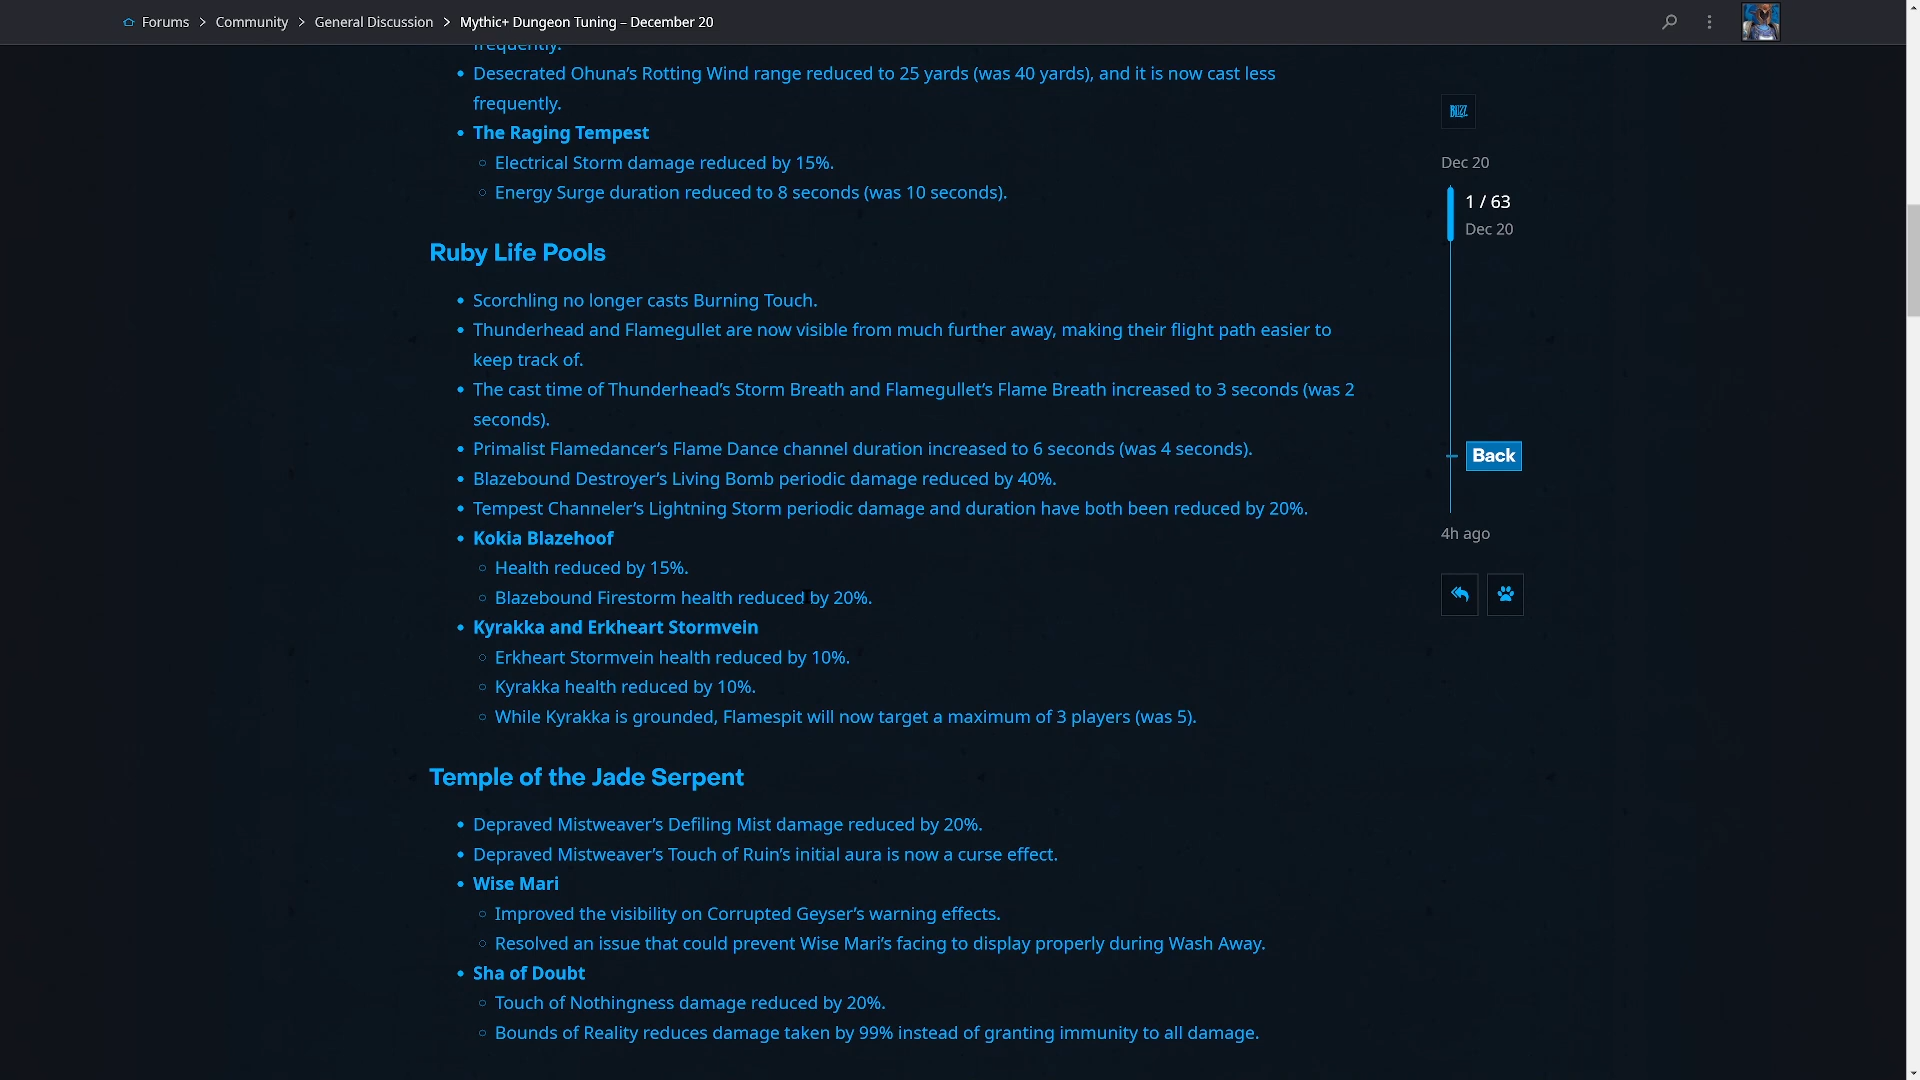 Forums > Community > General Discussion > Mythic+ Dungeon Tuning – December 20
frequently.
• Desecrated Ohuna’s Rotting Wind range reduced to 25 yards (was 40 yards), and it is now cast less
frequently.
• The Raging Tempest
○ Electrical Storm damage reduced by 15%.
○ Energy Surge duration reduced to 8 seconds (was 10 seconds).
Ruby Life Pools
• Scorchling no longer casts Burning Touch.
• Thunderhead and Flamegullet are now visible from much further away, making their flight path easier to
keep track of.
• The cast time of Thunderhead’s Storm Breath and Flamegullet’s Flame Breath increased to 3 seconds (was 2
seconds).
• Primalist Flamedancer’s Flame Dance channel duration increased to 6 seconds (was 4 seconds).
• Blazebound Destroyer’s Living Bomb periodic damage reduced by 40%.
• Tempest Channeler’s Lightning Storm periodic damage and duration have both been reduced by 20%.
• Kokia Blazehoof
○ Health reduced by 15%.
○ Blazebound Firestorm health reduced by 20%.
• Kyrakka and Erkheart Stormvein
○ Erkheart Stormvein health reduced by 10%.
○ Kyrakka health reduced by 10%.
○ While Kyrakka is grounded, Flamespit will now target a maximum of 3 players (was 5).
Temple of the Jade Serpent
• Depraved Mistweaver’s Defiling Mist damage reduced by 20%.
• Depraved Mistweaver’s Touch of Ruin’s initial aura is now a curse effect.
• Wise Mari
○ Improved the visibility on Corrupted Geyser’s warning effects.
○ Resolved an issue that could prevent Wise Mari’s facing to display properly during Wash Away.
• Sha of Doubt
○ Touch of Nothingness damage reduced by 20%.
○ Bounds of Reality reduces damage taken by 99% instead of granting immunity to all damage.
BLIZZ
Dec 20
1 / 63
Dec 20
Back
4h ago